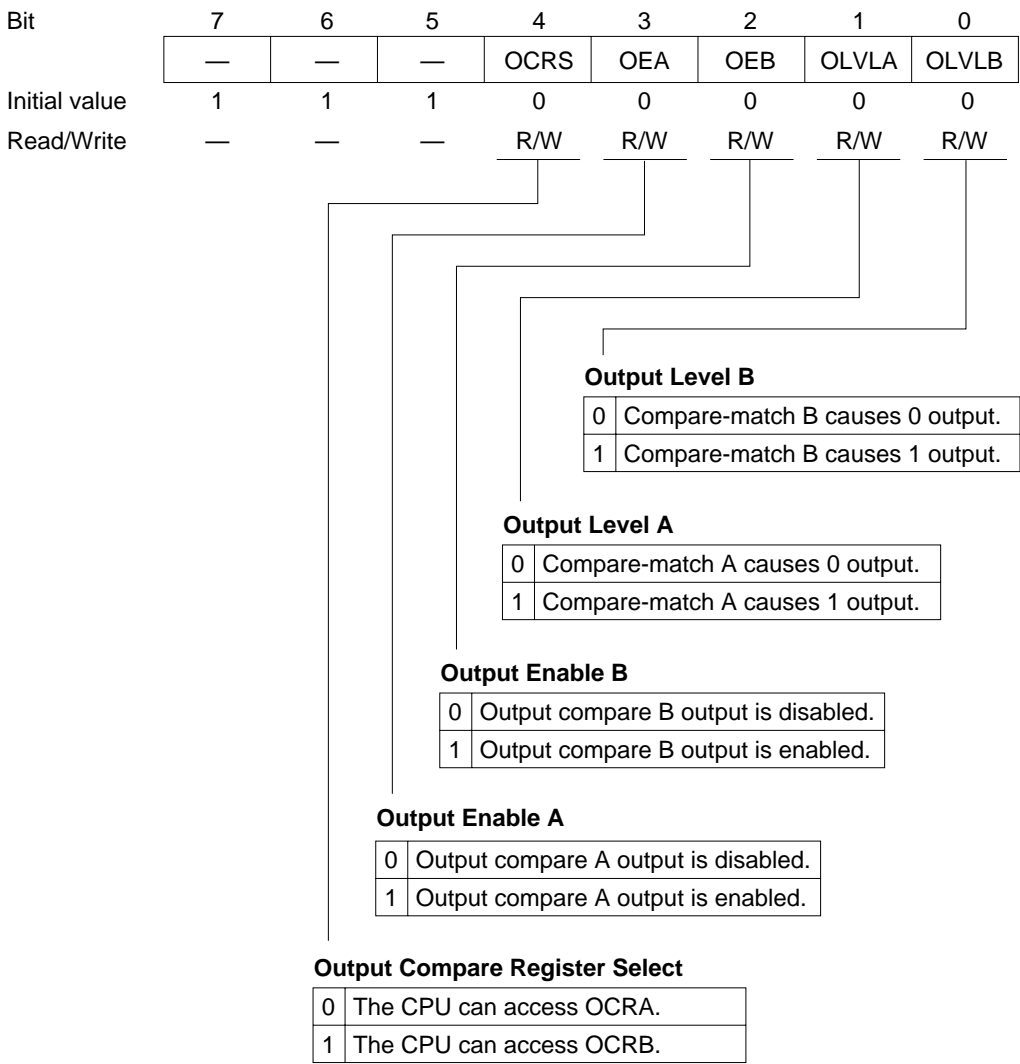 Bit 7 6 5 4 3 2 1 0
— — — OCRS OEA OEB OLVLA OLVLB
Initial value 1 1 1 0 0 0 0 0
Read/Write — — — R/W R/W R/W R/W R/W
Output Level B
0 Compare-match B causes 0 output.
1 Compare-match B causes 1 output.
Output Level A
0 Compare-match A causes 0 output.
1 Compare-match A causes 1 output.
Output Enable B
0 Output compare B output is disabled.
1 Output compare B output is enabled.
Output Enable A
0 Output compare A output is disabled.
1 Output compare A output is enabled.
Output Compare Register Select
0 The CPU can access OCRA.
1 The CPU can access OCRB.